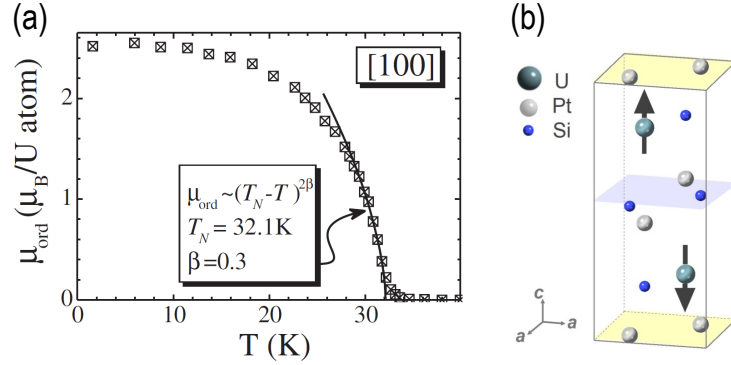 (a)
[100]
μord (μB/U atom)
2
1
0
μord ~(TN-T)2β
TN = 32.1K
β=0.3
0 10 20 30
T (K)
(b)
U
Pt
Si
c
a a